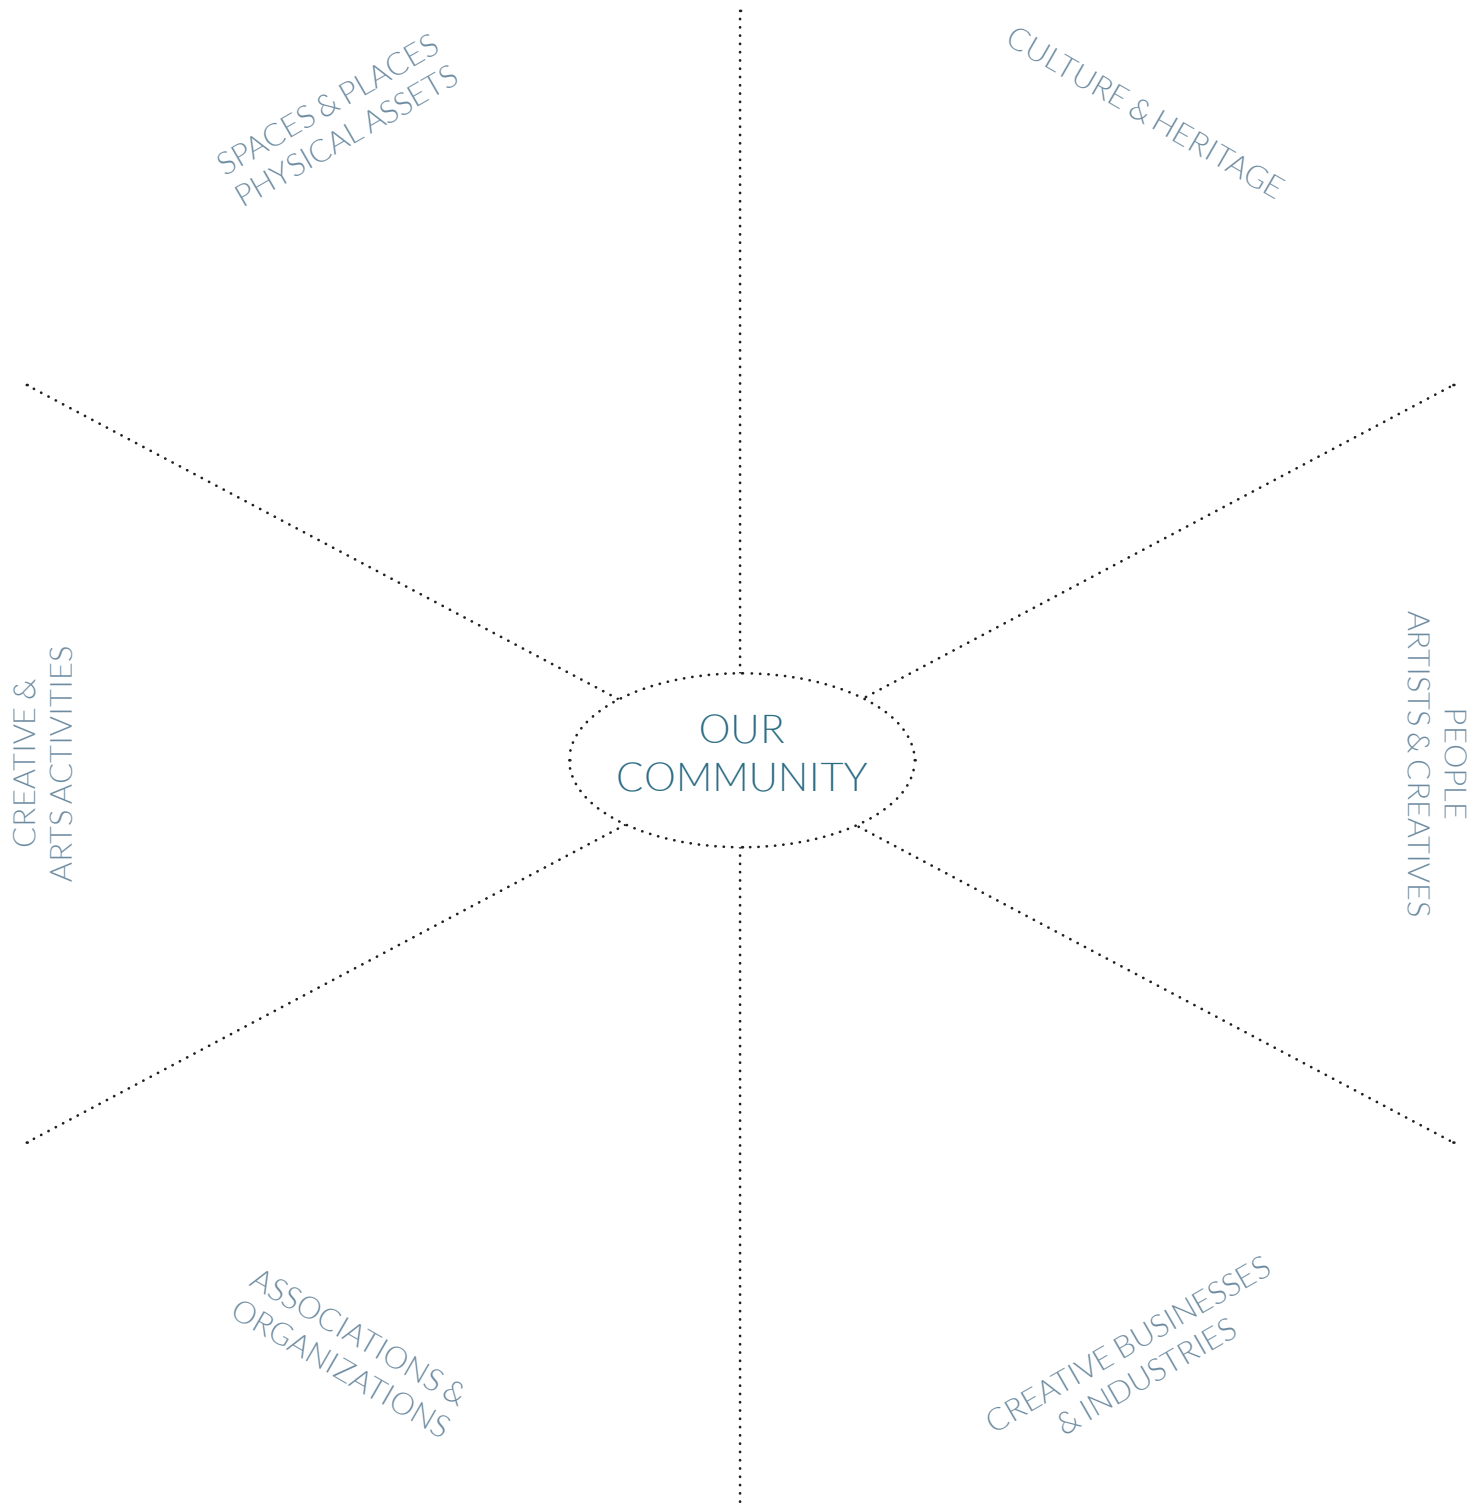 SPACES & PLACES
PHYSICAL ASSETS
CULTURE & HERITAGE
CREATIVE &
ARTS ACTIVITIES
OUR
COMMUNITY
PEOPLE
ARTISTS & CREATIVES
ASSOCIATIONS &
ORGANIZATIONS
CREATIVE BUSINESSES
& INDUSTRIES